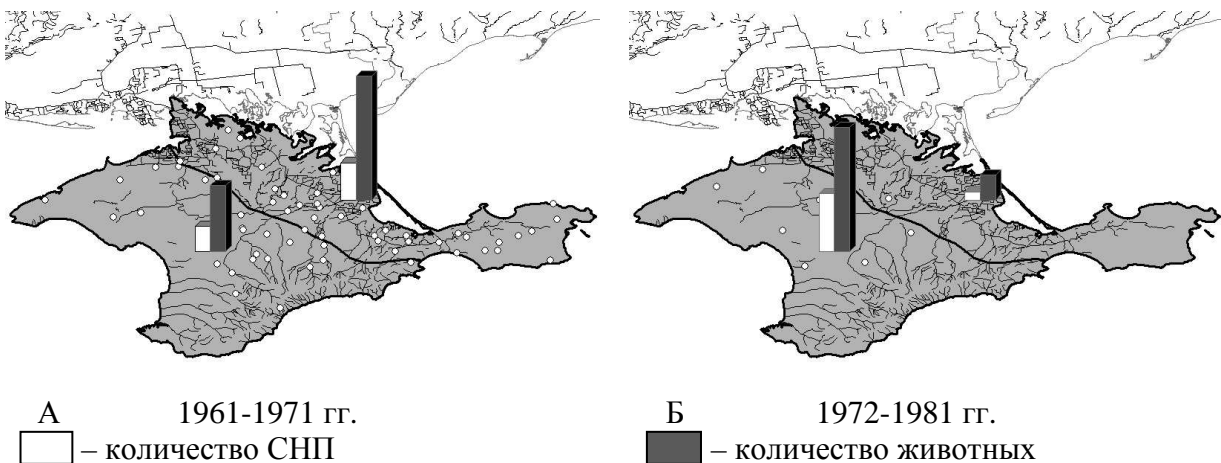 А 1961-1971 гг. Б 1972-1981 гг.
– количество СНП – количество животных